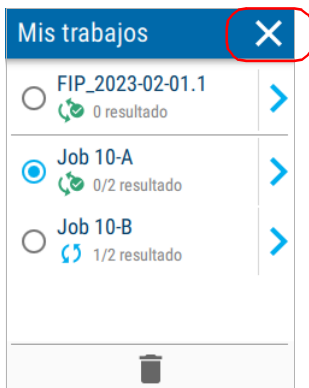 Mis trabajos
FIP_2023-02-01.1
0 resultado
Job 10-A
0/2 resultado
Job 10-B
1/2 resultado